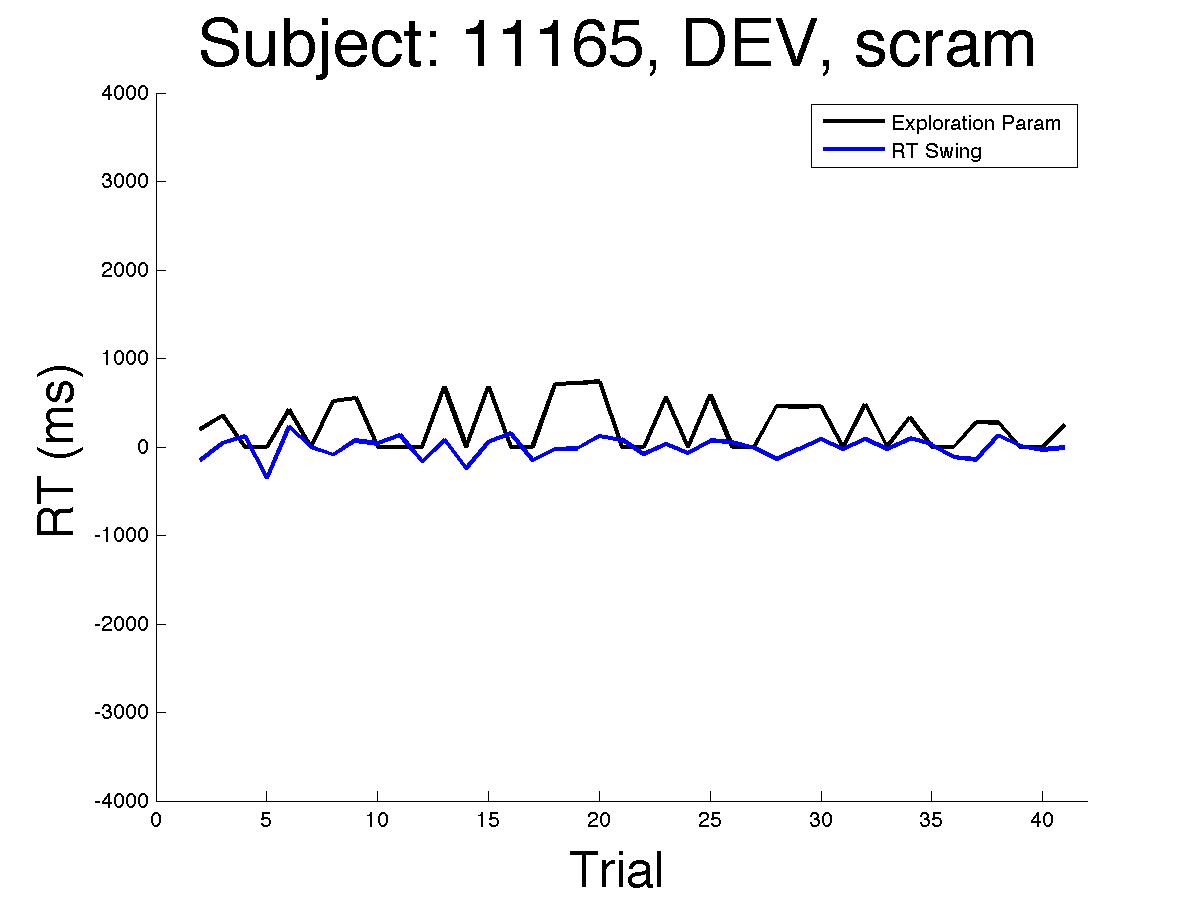 Subject: 11165, DEV, scram
Exploration Param
RT Swing
4000
3000
2000
1000
0
-1000
-2000
-3000
-4000
RT (ms)
0 5 10 15 20 25 30 35 40
Trial